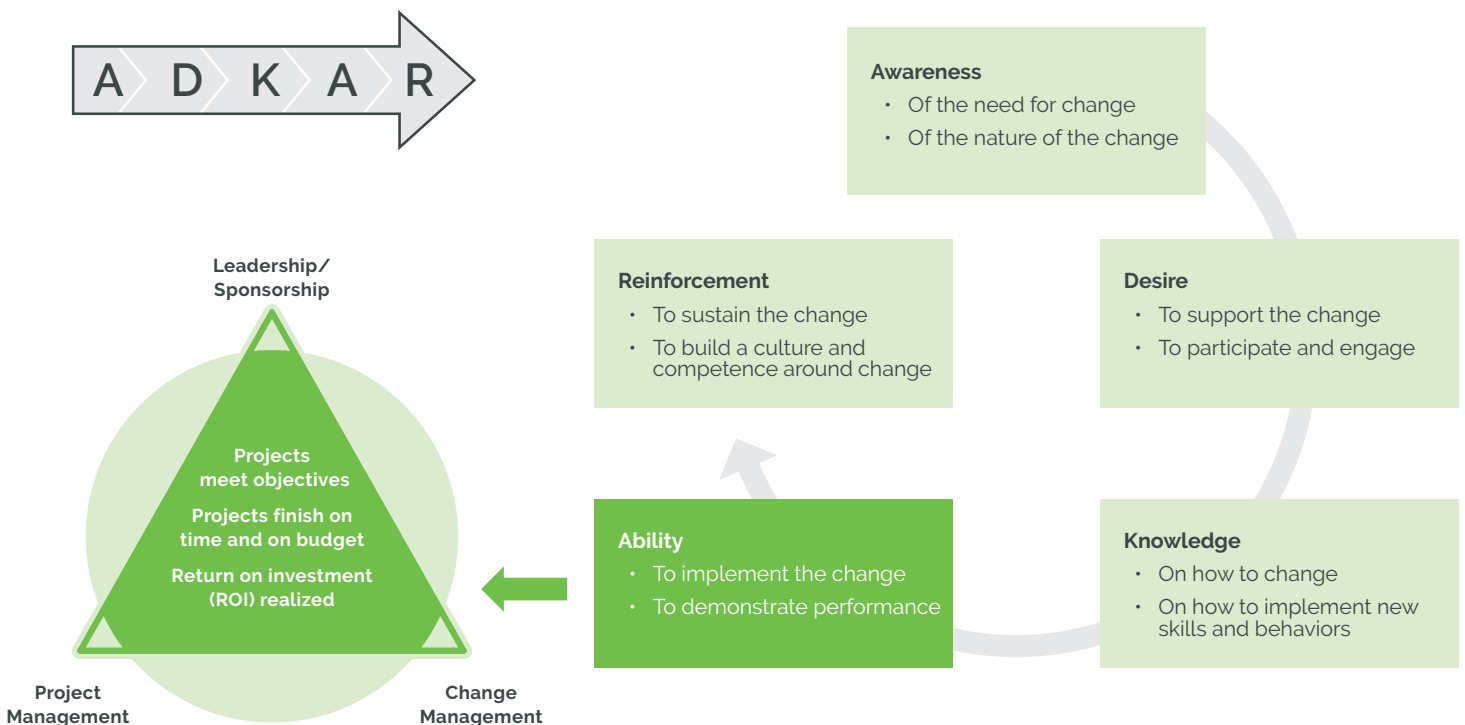 A D K A R
Awareness
• Of the need for change
• Of the nature of the change
Reinforcement
• To sustain the change
• To build a culture and
competence around change
Desire
• To support the change
• To participate and engage
Leadership/
Sponsorship
Projects
meet objectives
Projects finish on
time and on budget
Return on investment
(ROI) realized
Project
Management
Change
Management
Ability
• To implement the change
• To demonstrate performance
Knowledge
• On how to change
• On how to implement new
skills and behaviors